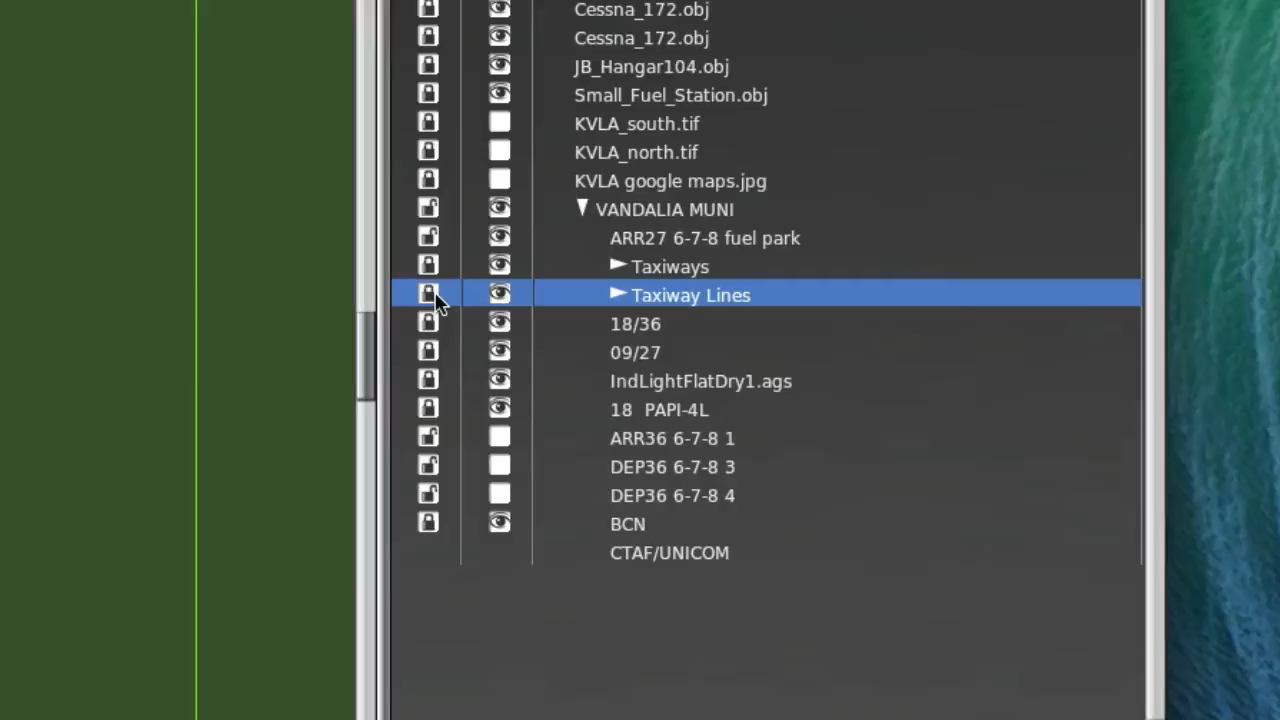 Cessna_172.obj
Cessna_172.obj
JB_Hangar104.obj
Small_Fuel_Station.obj
KVLA_south.tif
KVLA_north.tif
KVLA google maps.jpg
VANDALIA MUNI
ARR27 6-7-8 fuel park
Taxiways
Taxiway Lines
18/36
09/27
IndLightFlatDry1.ags
18 PAPI-4L
ARR36 6-7-8 1
DEP36 6-7-8 3
DEP36 6-7-8 4
BCN
CTAF/UNICOM